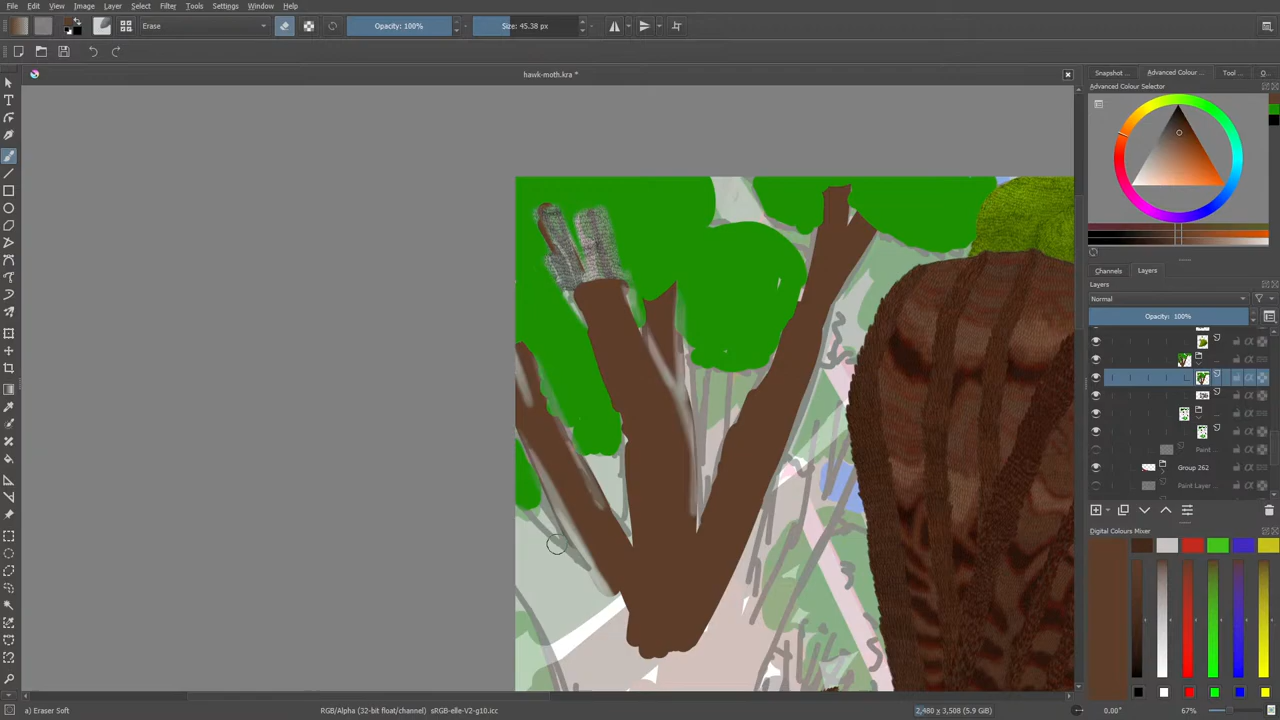 File Edit View Image Layer Select Filter Tools Settings Window Help
Erase Opacity: 100% Size: 45.38 px
hawk-moth.kra *
Snapshot ... Advanced Colour ... Tool ... O...
Advanced Colour Selector
Channels Layers
Layers
Normal
Opacity: 100%
...
...
...
...
...
...
Paint ...
Group 262
Paint Layer ...
Digital Colours Mixer
a) Eraser Soft RGB/Alpha (32-bit float/channel) sRGB-elle-V2-g10.icc 2,480 x 3,508 (5.9 GiB) 0.00° 67%